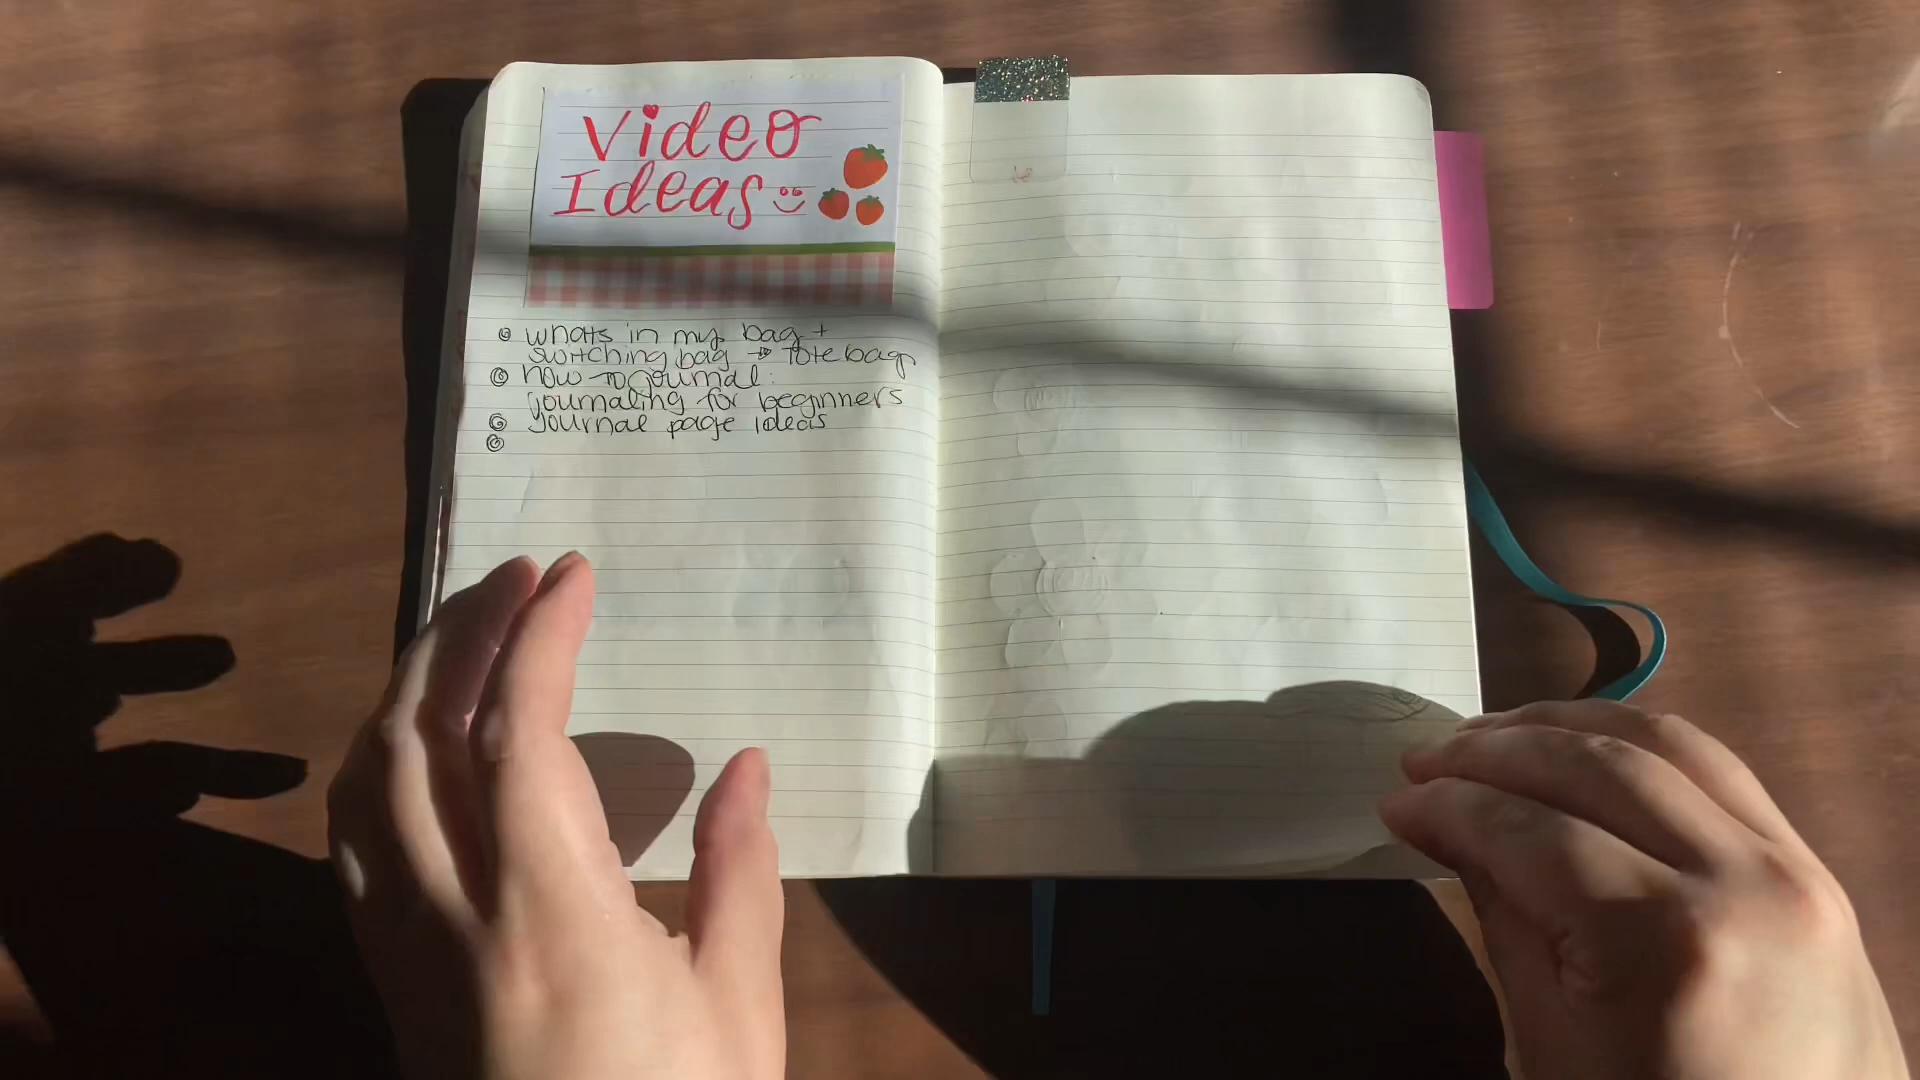 Video
Ideas
whats in my bag +
switching bag → tote bag
how to journal:
journaling for beginners
journal page ideas